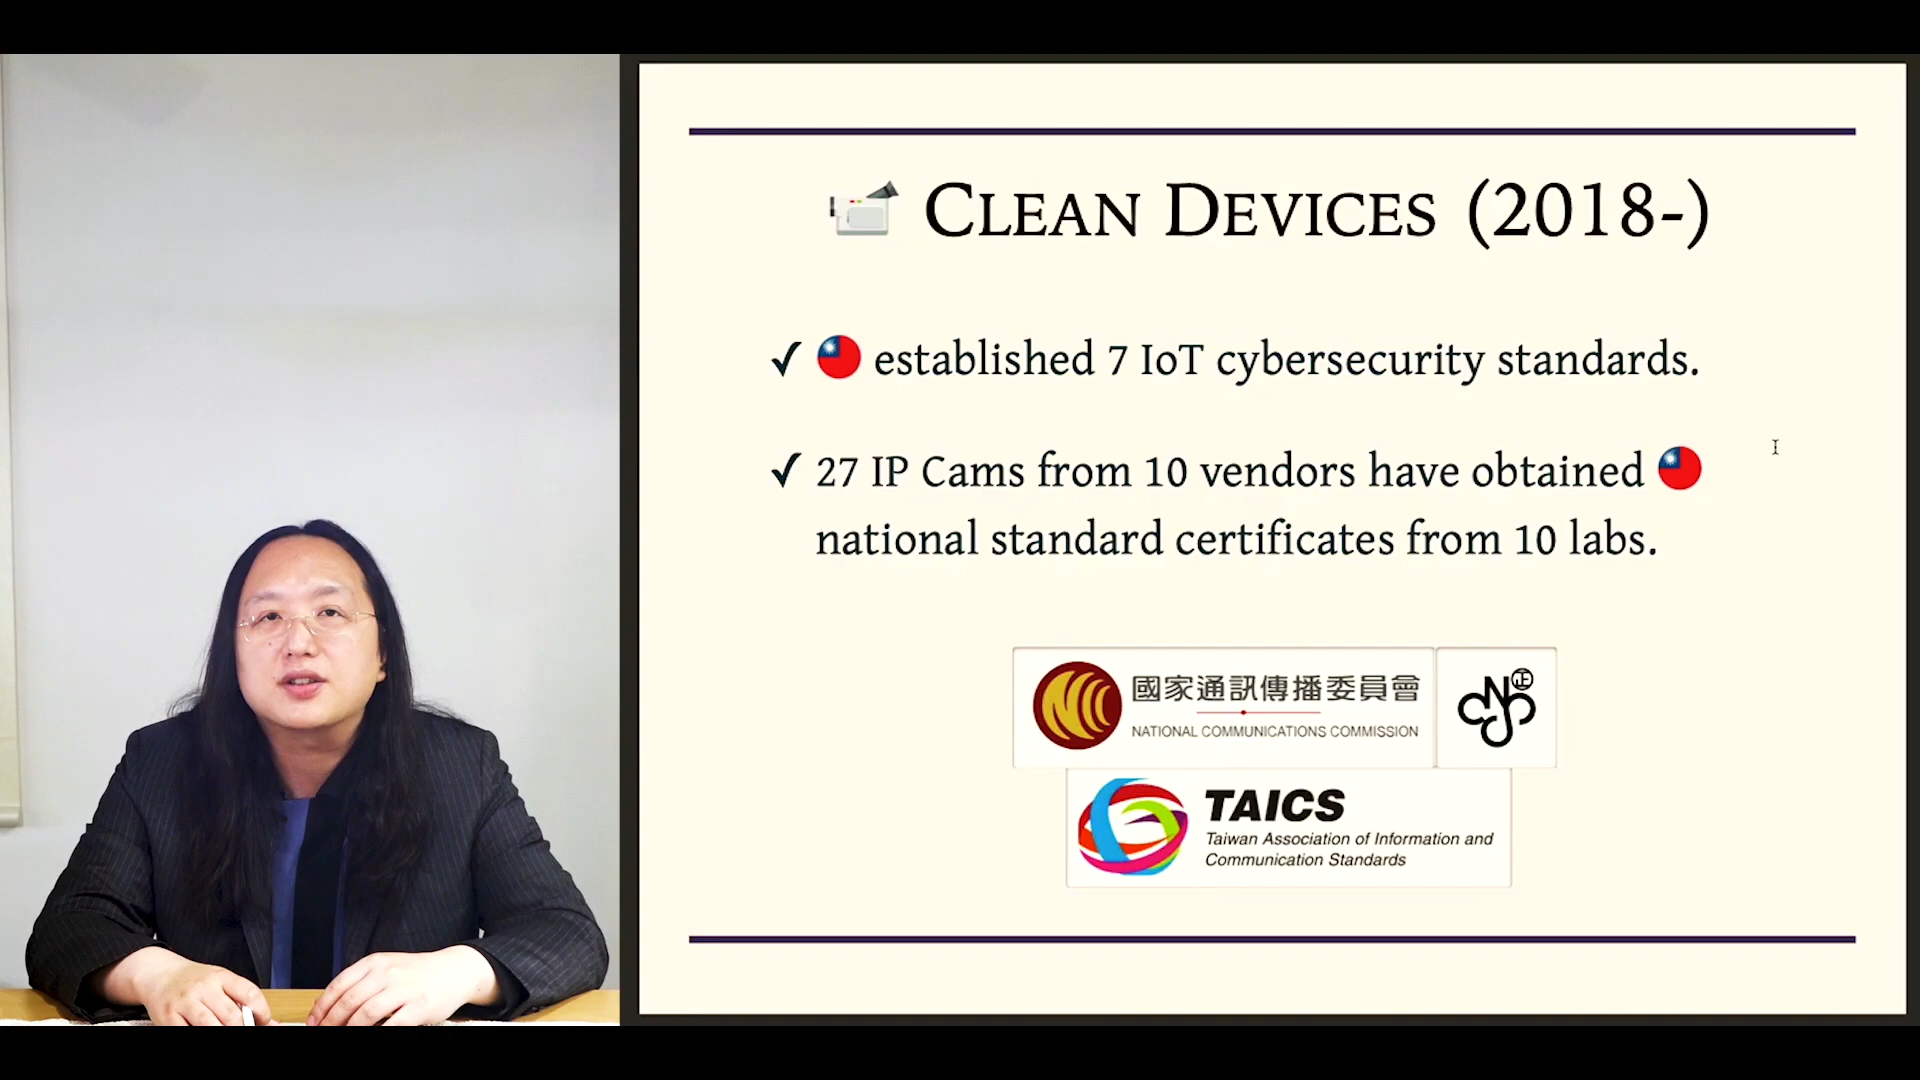 CLEAN DEVICES (2018-)
✓ 🇹🇼 established 7 IoT cybersecurity standards.
✓ 27 IP Cams from 10 vendors have obtained 🇹🇼
national standard certificates from 10 labs.
國家通訊傳播委員會
NATIONAL COMMUNICATIONS COMMISSION
CNS 正
TAICS
Taiwan Association of Information and
Communication Standards